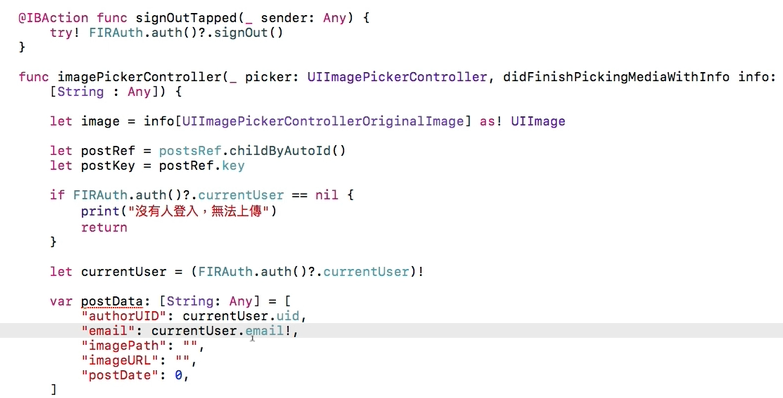 @IBAction func signOutTapped(_ sender: Any) {
try! FIRAuth.auth()?.signOut()
}
func imagePickerController(_ picker: UIImagePickerController, didFinishPickingMediaWithInfo info:
[String : Any]) {
let image = info[UIImagePickerControllerOriginalImage] as! UIImage
let postRef = postsRef.childByAutoId()
let postKey = postRef.key
if FIRAuth.auth()?.currentUser == nil {
print("沒有人登入，無法上傳")
return
}
let currentUser = (FIRAuth.auth()?.currentUser)!
var postData: [String: Any] = [
"authorUID": currentUser.uid,
"email": currentUser.email!,
"imagePath": "",
"imageURL": "",
"postDate": 0,
]